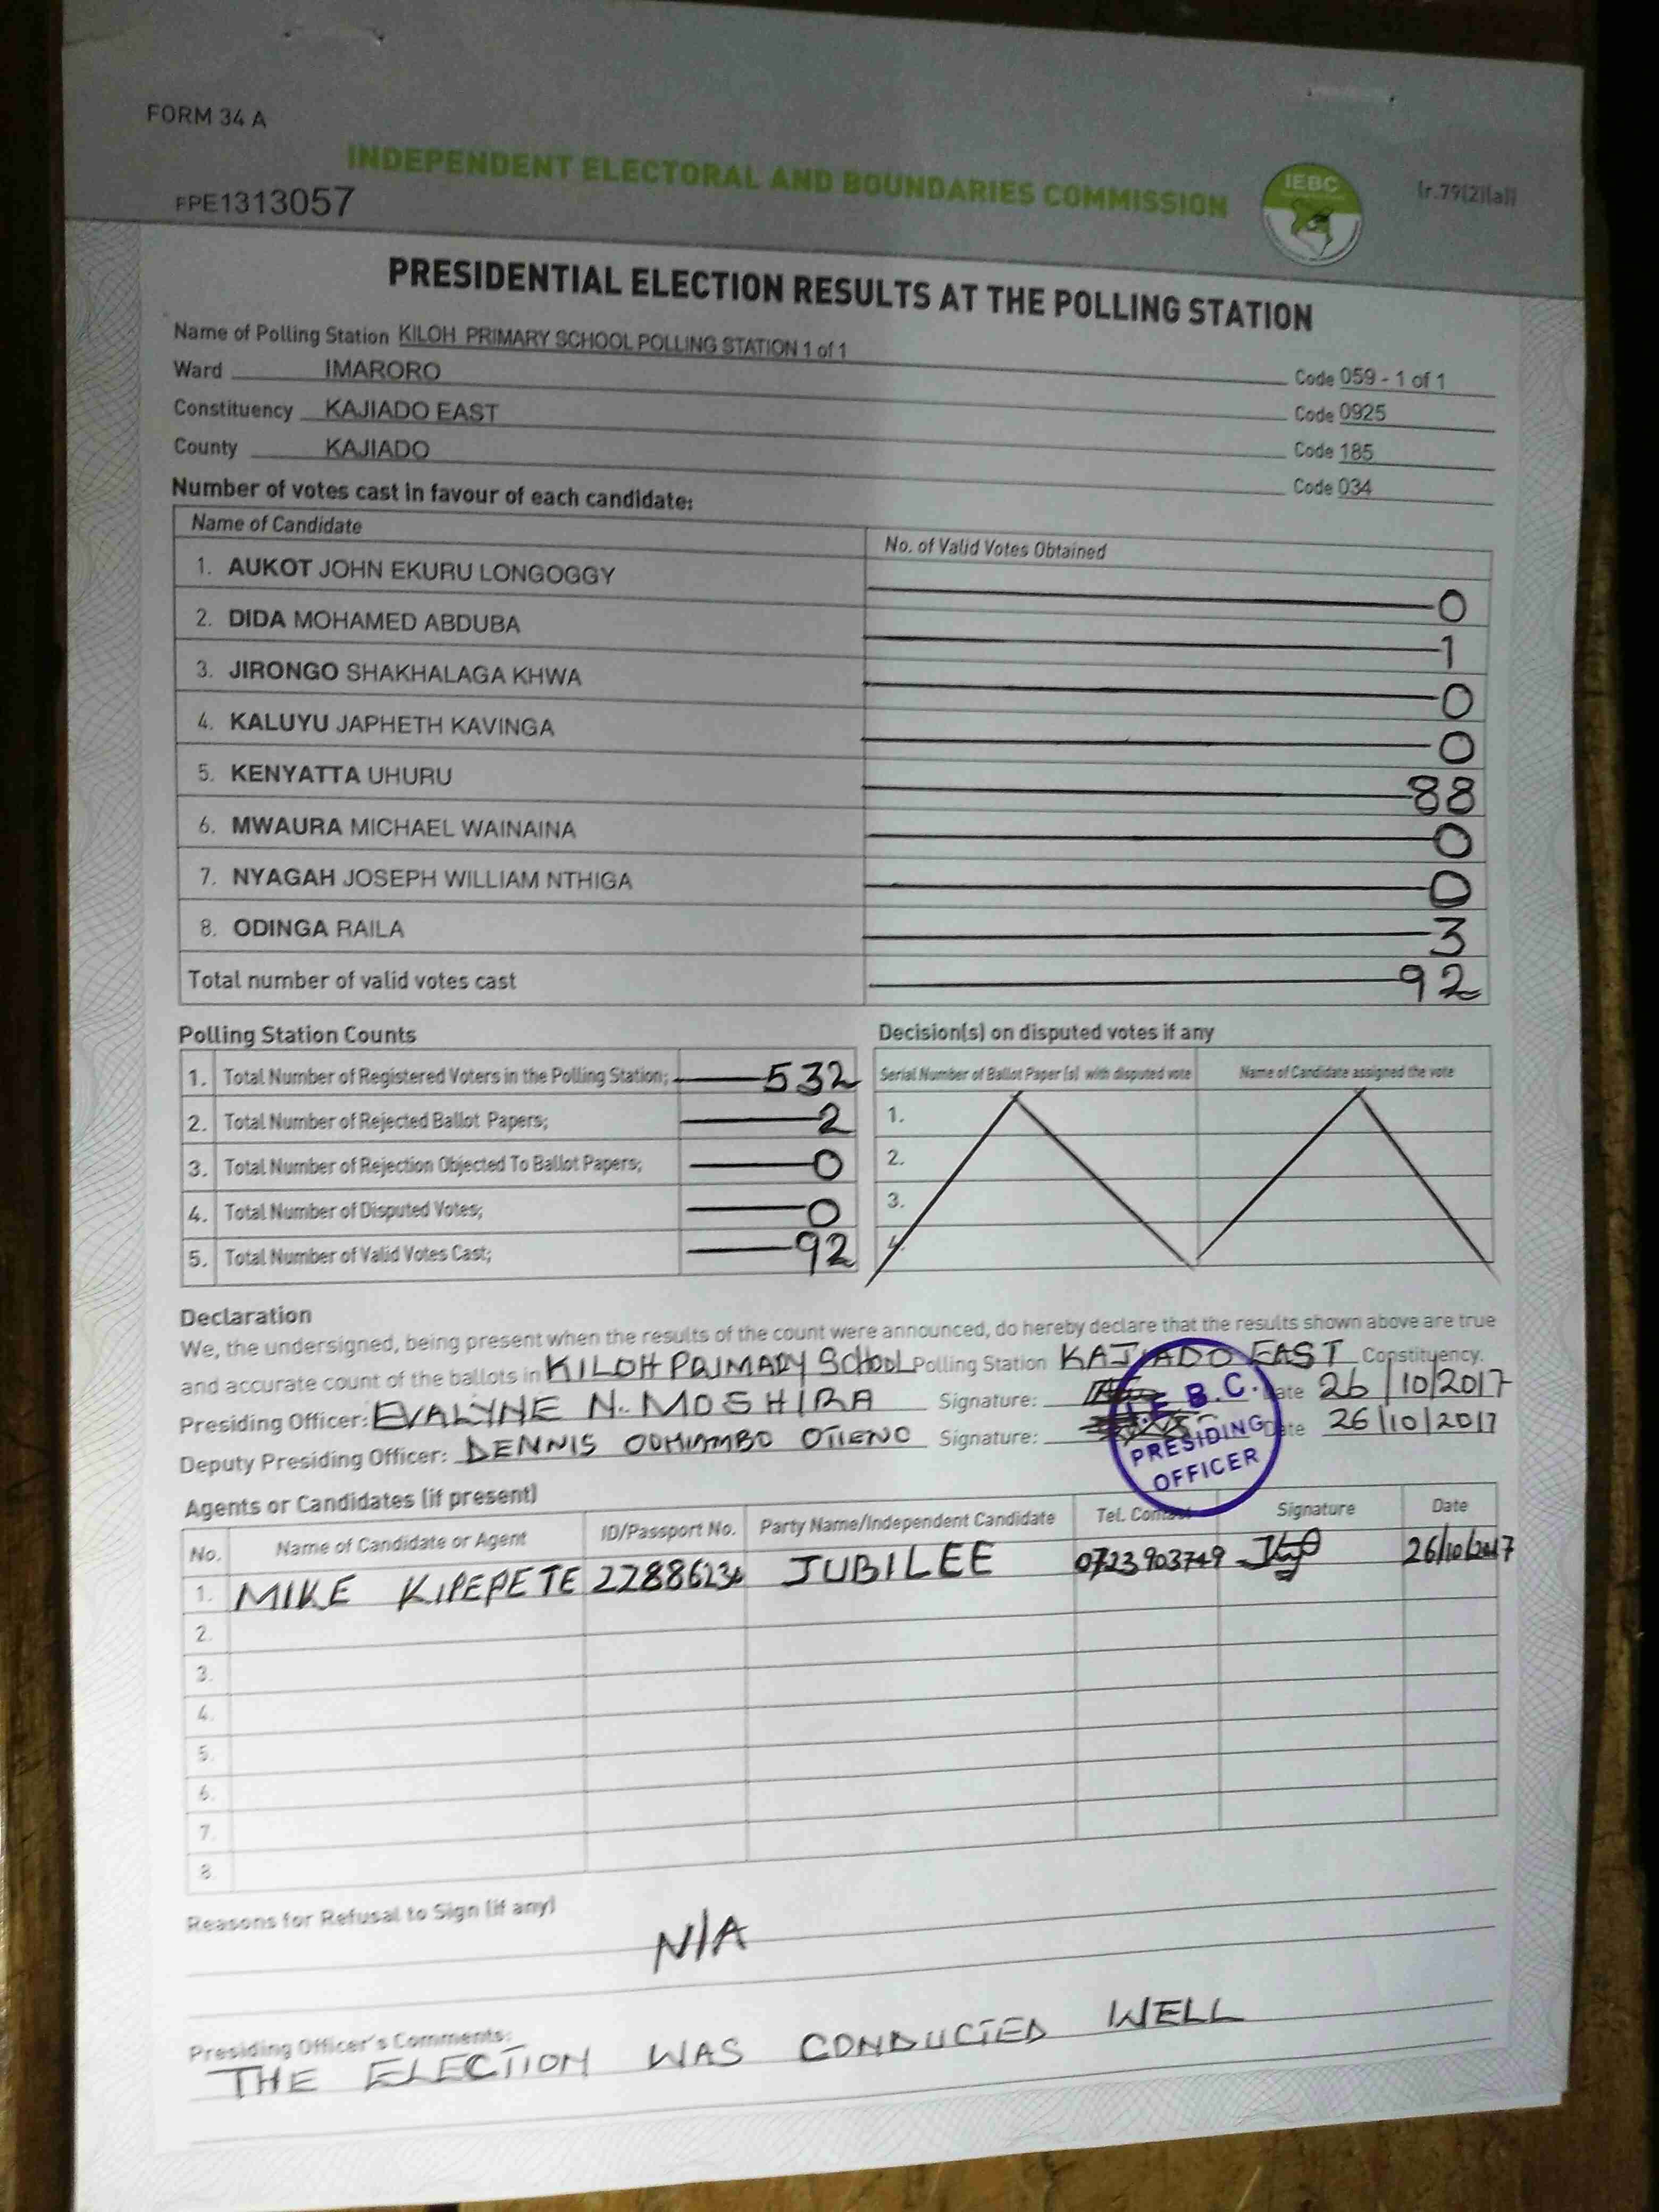 FORM 34 A
INDEPENDENT ELECTORAL AND BOUNDARIES COMMISSION
IEBC
(r.79(2)(a))
FPE1313057
PRESIDENTIAL ELECTION RESULTS AT THE POLLING STATION
Name of Polling Station KILOH PRIMARY SCHOOL POLLING STATION 1 of 1 Code 059 - 1 of 1
Ward IMARORO Code 0925
Constituency KAJIADO EAST Code 185
County KAJIADO Code 034
Number of votes cast in favour of each candidate:
Name of Candidate No. of Valid Votes Obtained
1. AUKOT JOHN EKURU LONGOGGY 0
2. DIDA MOHAMED ABDUBA 1
3. JIRONGO SHAKHALAGA KHWA 0
4. KALUYU JAPHETH KAVINGA 0
5. KENYATTA UHURU 88
6. MWAURA MICHAEL WAINAINA 0
7. NYAGAH JOSEPH WILLIAM NTHIGA 0
8. ODINGA RAILA 3
Total number of valid votes cast 92
Polling Station Counts
1. Total Number of Registered Voters in the Polling Station; 532
2. Total Number of Rejected Ballot Papers; 2
3. Total Number of Rejection Objected To Ballot Papers; 0
4. Total Number of Disputed Votes; 0
5. Total Number of Valid Votes Cast; 92
Decision(s) on disputed votes if any
Serial Number of Ballot Paper (s) with disputed vote Name of Candidate assigned the vote
1.
2.
3.
4.
Declaration
We, the undersigned, being present when the results of the count were announced, do hereby declare that the results shown above are true
and accurate count of the ballots in KILOH PRIMARY SCHOOL Polling Station KAJIADO EAST Constituency.
Presiding Officer: EVALYNE N. MOSHIRA Signature: Date 26/10/2017
Deputy Presiding Officer: DENNIS ODHIAMBO OTIENO Signature: Date 26/10/2017
I.E.B.C.
PRESIDING
OFFICER
Agents or Candidates (if present)
No. Name of Candidate or Agent ID/Passport No. Party Name/Independent Candidate Tel. Contact Signature Date
1. MIKE KIPEPETE 22886236 JUBILEE 0723903749 26/10/2017
2.
3.
4.
5.
6.
7.
8.
Reasons for Refusal to Sign (if any)
N/A
Presiding Officer's Comments:
THE ELECTION WAS CONDUCTED WELL